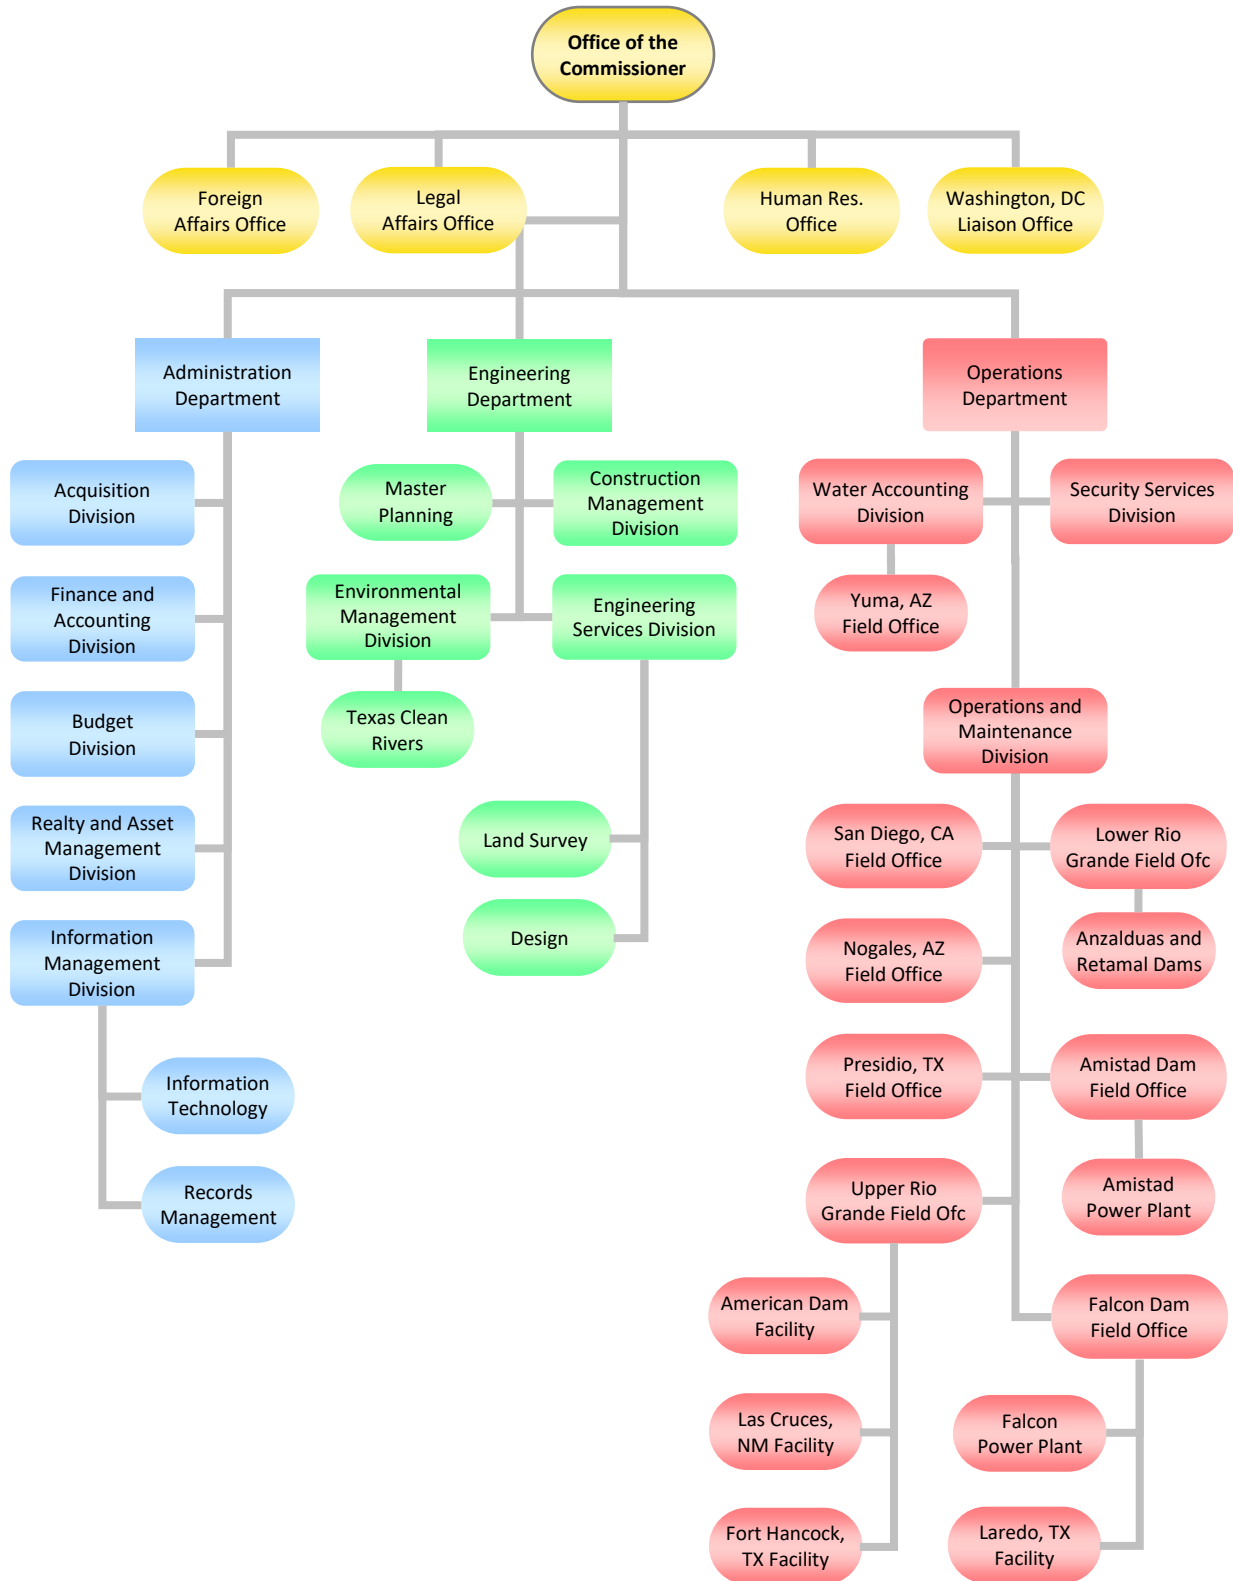 Office of the
Commissioner
Foreign
Affairs Office
Legal
Affairs Office
Human Res.
Office
Washington, DC
Liaison Office
Administration
Department
Engineering
Department
Operations
Department
Acquisition
Division
Finance and
Accounting
Division
Budget
Division
Realty and Asset
Management
Division
Information
Management
Division
Information
Technology
Records
Management
Master
Planning
Construction
Management
Division
Environmental
Management
Division
Engineering
Services Division
Texas Clean
Rivers
Land Survey
Design
Water Accounting
Division
Security Services
Division
Yuma, AZ
Field Office
Operations and
Maintenance
Division
San Diego, CA
Field Office
Lower Rio
Grande Field Ofc
Anzalduas and
Retamal Dams
Nogales, AZ
Field Office
Presidio, TX
Field Office
Amistad Dam
Field Office
Amistad
Power Plant
Upper Rio
Grande Field Ofc
American Dam
Facility
Las Cruces,
NM Facility
Fort Hancock,
TX Facility
Falcon Dam
Field Office
Falcon
Power Plant
Laredo, TX
Facility